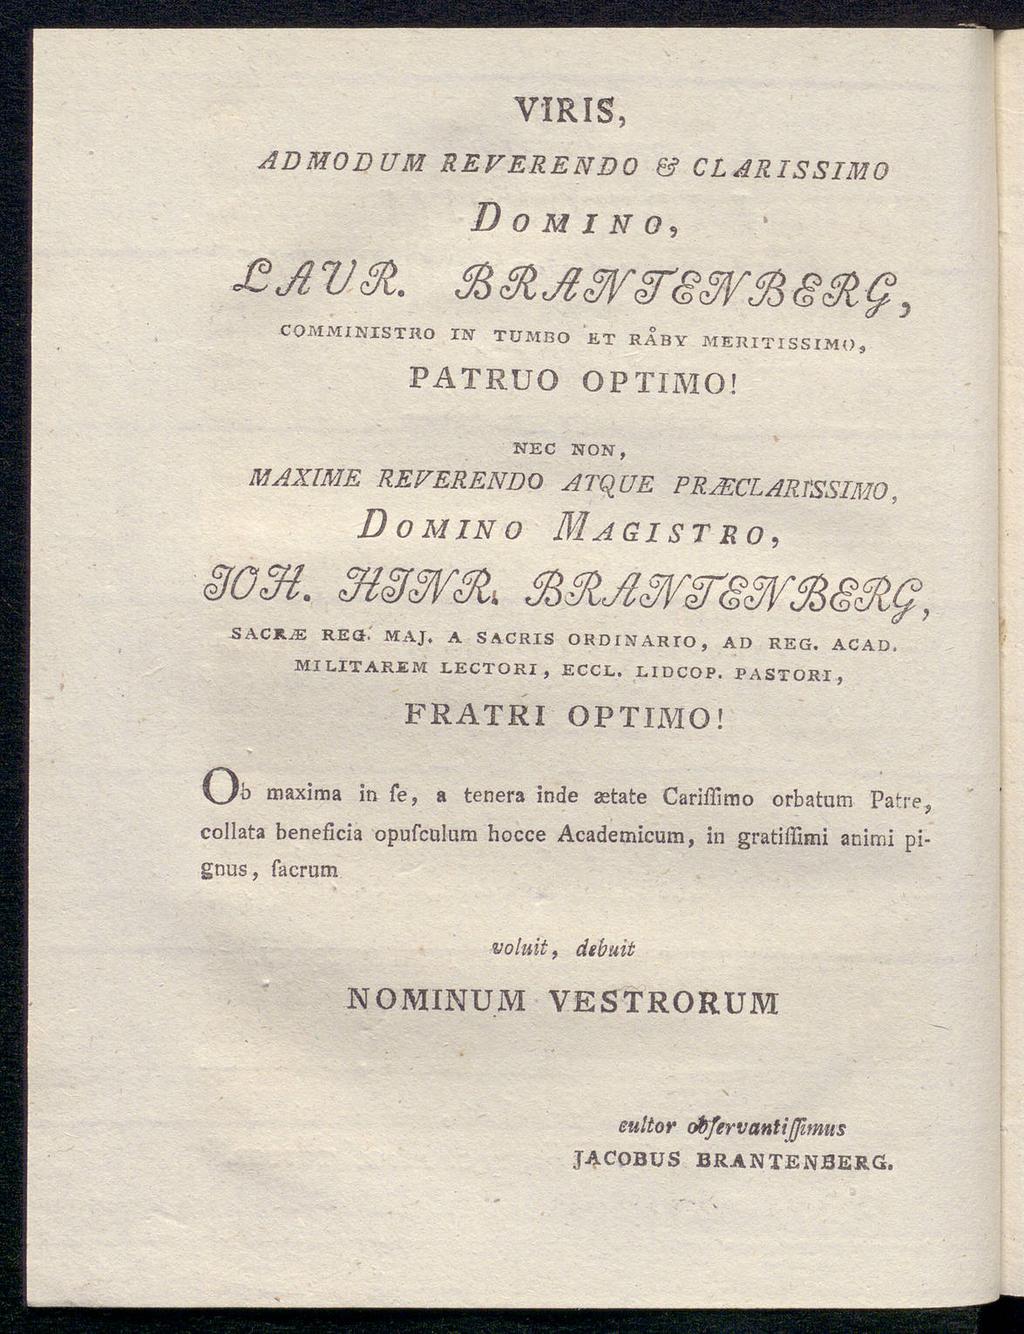 VIRIS,
ADMODUM REVERENDO & CLARISSIMO
DOMINO,
LAUR. BRANTENBERG,
COMMINISTRO IN TUMBO ET RÅBY MERITISSIMO,
PATRUO OPTIMO!
NEC NON,
MAXIME REVERENDO ATQUE PRÆCLARISSIMO,
DOMINO MAGISTRO,
JOH. HINR. BRANTENBERG,
SACRÆ REG. MAJ. A SACRIS ORDINARIO, AD REG. ACAD.
MILITAREM LECTORI, ECCL. LIDCOP. PASTORI,
FRATRI OPTIMO!
Ob maxima in ſe, a tenera inde ætate Cariſſimo orbatum Patre,
collata beneficia opuſculum hocce Academicum, in gratiſſimi animi pi-
gnus, ſacrum
voluit, debuit
NOMINUM VESTRORUM
cultor obſervantiſſimus
JACOBUS BRANTENBERG.